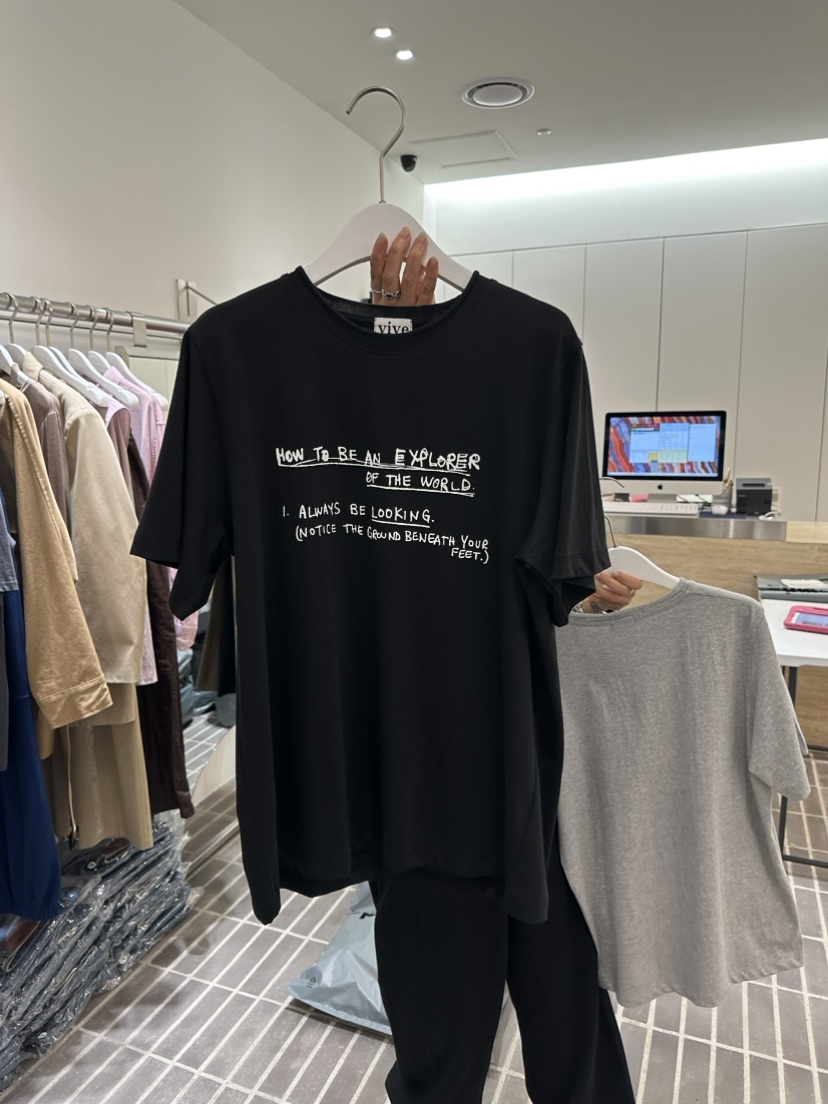 vive
HOW TO BE AN EXPLORER
OF THE WORLD.
1. ALWAYS BE LOOKING.
(NOTICE THE GROUND BENEATH YOUR
FEET.)